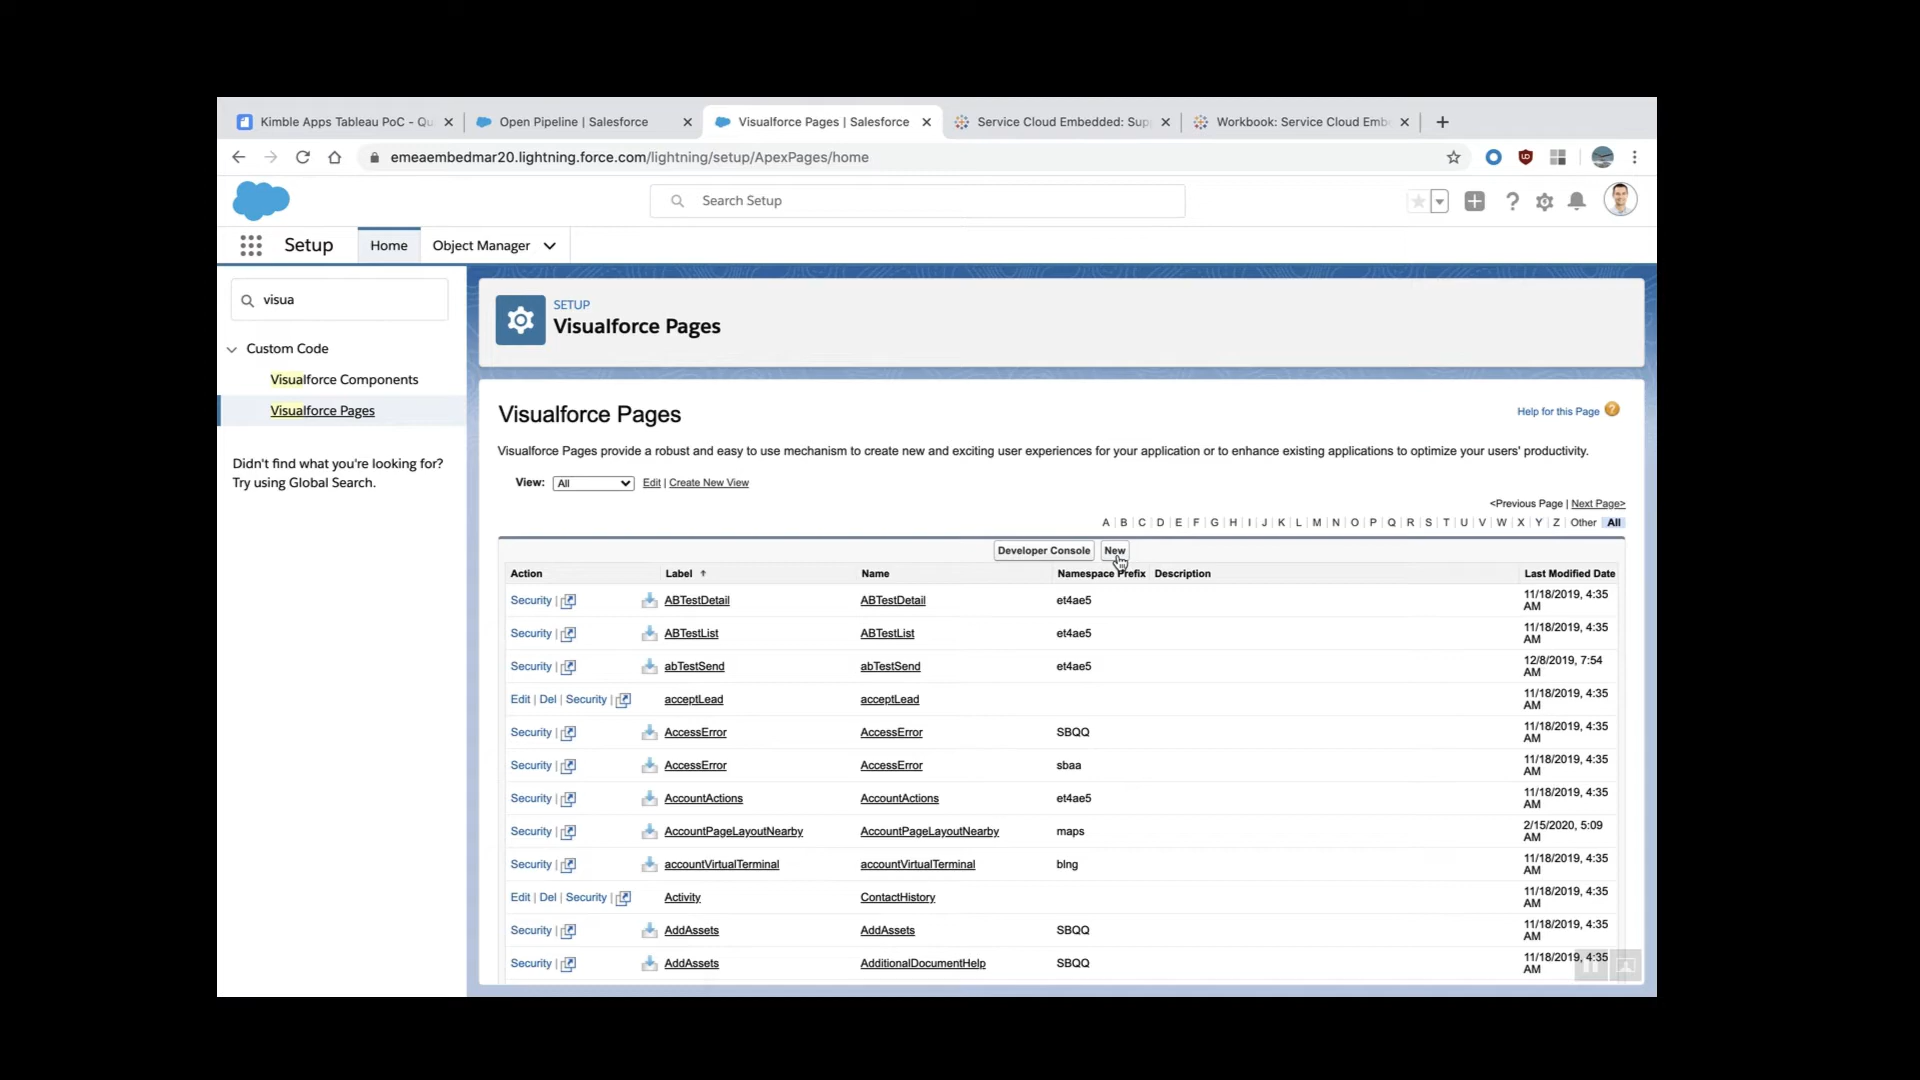 Kimble Apps Tableau PoC - Qu
Open Pipeline | Salesforce
Visualforce Pages | Salesforce
Service Cloud Embedded: Sup
Workbook: Service Cloud Emb
emeaembedmar20.lightning.force.com/lightning/setup/ApexPages/home
Search Setup
Setup
Home
Object Manager
visua
Custom Code
Visualforce Components
Visualforce Pages
Didn't find what you're looking for?
Try using Global Search.
SETUP
Visualforce Pages
Visualforce Pages
Help for this Page ?
Visualforce Pages provide a robust and easy to use mechanism to create new and exciting user experiences for your application or to enhance existing applications to optimize your users' productivity.
View: All Edit | Create New View
<Previous Page | Next Page>
A | B | C | D | E | F | G | H | I | J | K | L | M | N | O | P | Q | R | S | T | U | V | W | X | Y | Z | Other | All
Developer Console New
Action Label ↑ Name Namespace Prefix Description Last Modified Date
Security | ABTestDetail ABTestDetail et4ae5 11/18/2019, 4:35 AM
Security | ABTestList ABTestList et4ae5 11/18/2019, 4:35 AM
Security | abTestSend abTestSend et4ae5 12/8/2019, 7:54 AM
Edit | Del | Security | acceptLead acceptLead 11/18/2019, 4:35 AM
Security | AccessError AccessError SBQQ 11/18/2019, 4:35 AM
Security | AccessError AccessError sbaa 11/18/2019, 4:35 AM
Security | AccountActions AccountActions et4ae5 11/18/2019, 4:35 AM
Security | AccountPageLayoutNearby AccountPageLayoutNearby maps 2/15/2020, 5:09 AM
Security | accountVirtualTerminal accountVirtualTerminal blng 11/18/2019, 4:35 AM
Edit | Del | Security | Activity ContactHistory 11/18/2019, 4:35 AM
Security | AddAssets AddAssets SBQQ 11/18/2019, 4:35 AM
Security | AddAssets AdditionalDocumentHelp SBQQ 11/18/2019, 4:35 AM